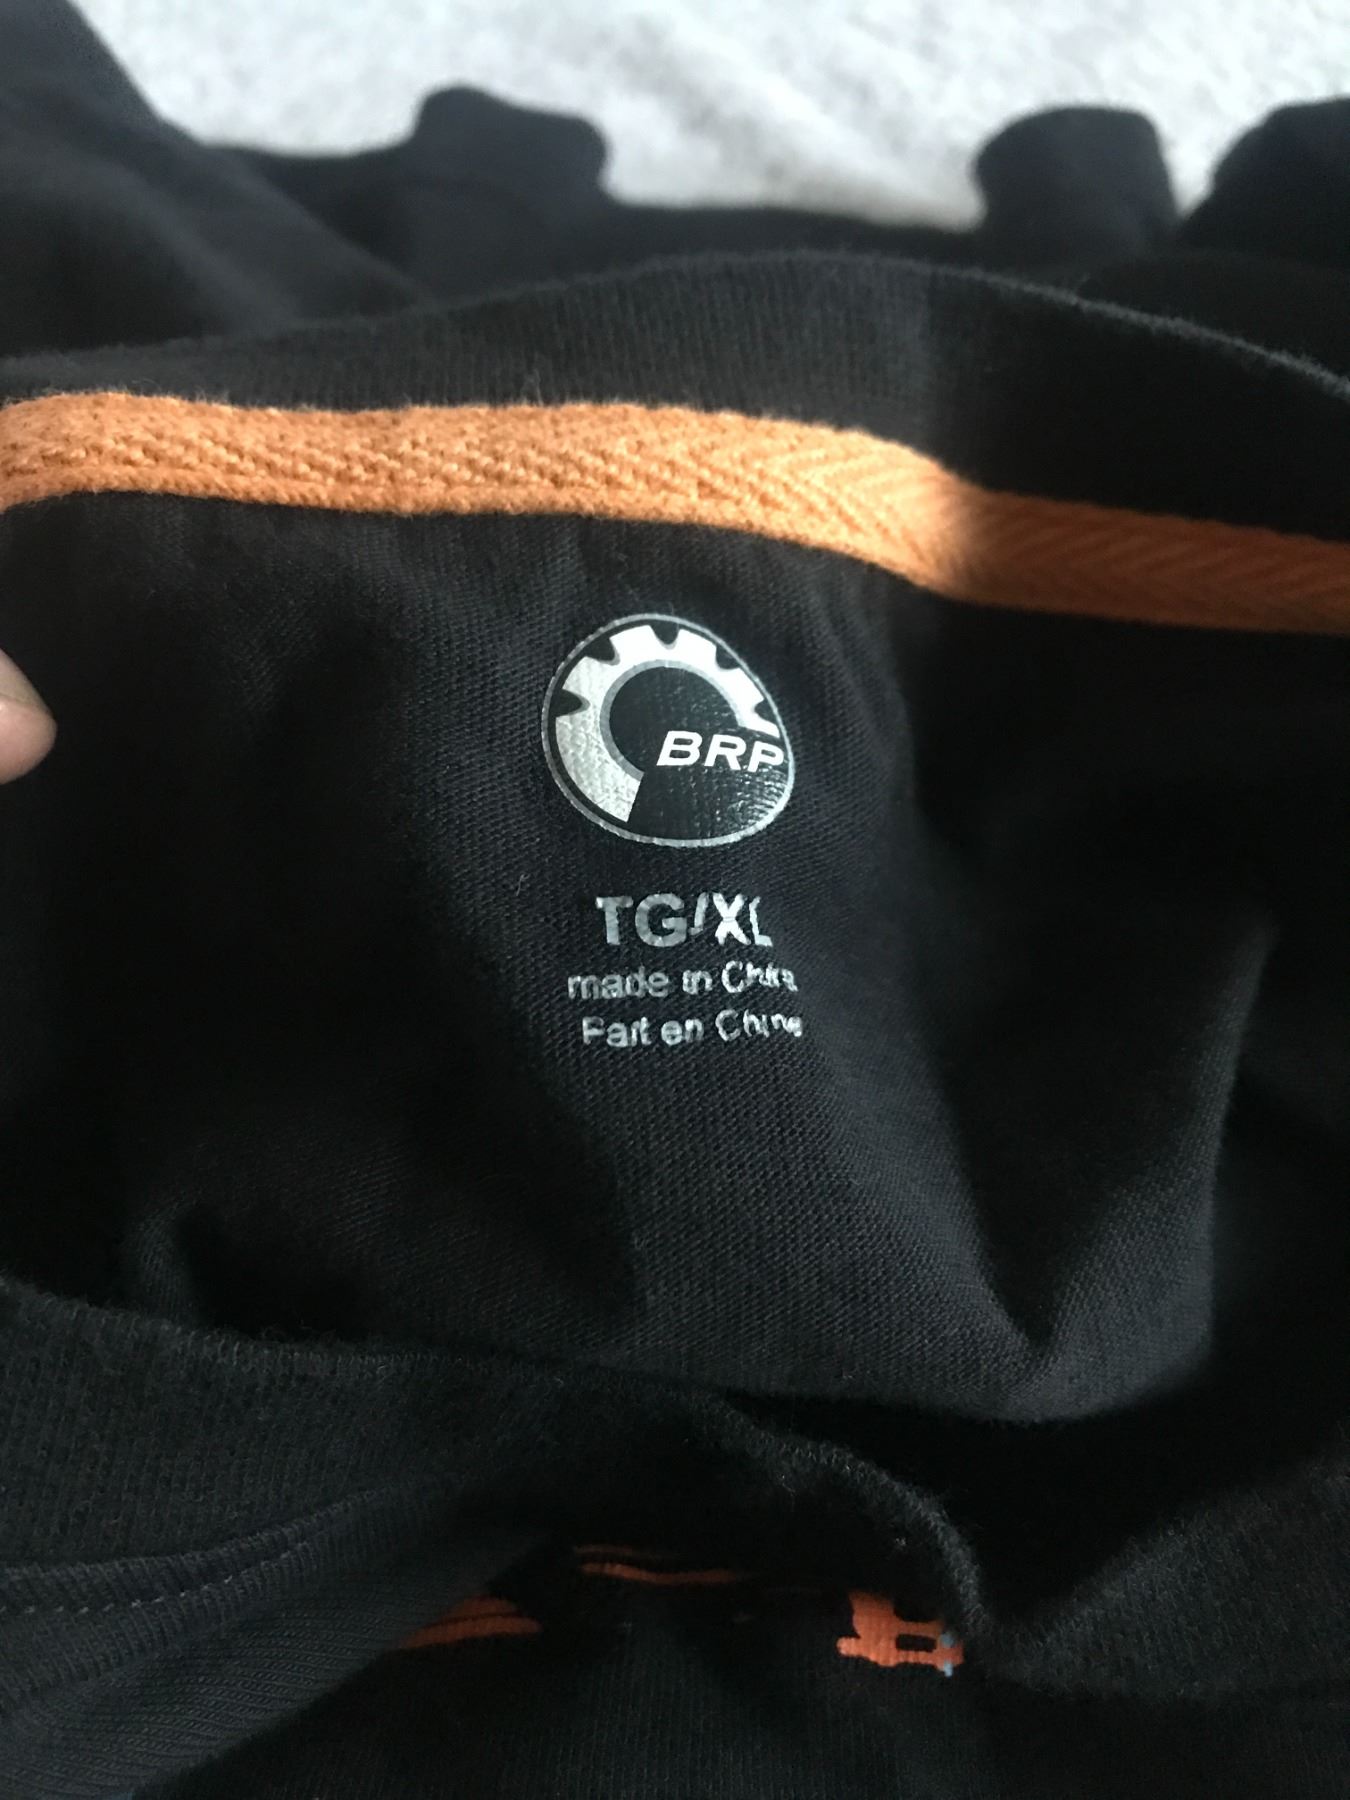 BRP
TG/XL
made in China
Fait en Chine